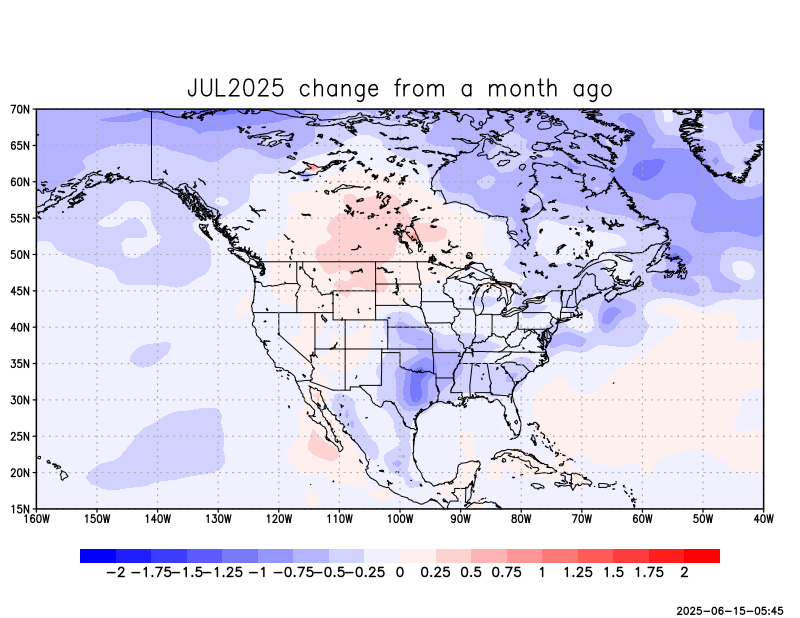 JUL2025 change from a month ago
70N
65N
60N
55N
50N
45N
40N
35N
30N
25N
20N
15N
160W 150W 140W 130W 120W 110W 100W 90W 80W 70W 60W 50W 40W
-2 -1.75 -1.5 -1.25 -1 -0.75 -0.5 -0.25 0 0.25 0.5 0.75 1 1.25 1.5 1.75 2
2025-06-15-05:45